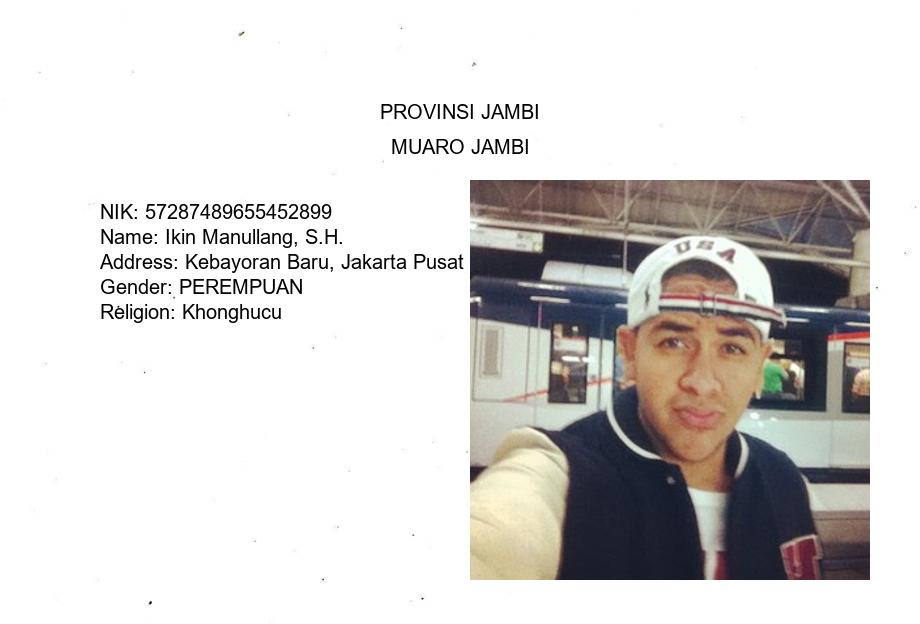 PROVINSI JAMBI
MUARO JAMBI
NIK: 57287489655452899
Name: Ikin Manullang, S.H.
Address: Kebayoran Baru, Jakarta Pusat
Gender: PEREMPUAN
Religion: Khonghucu
USA